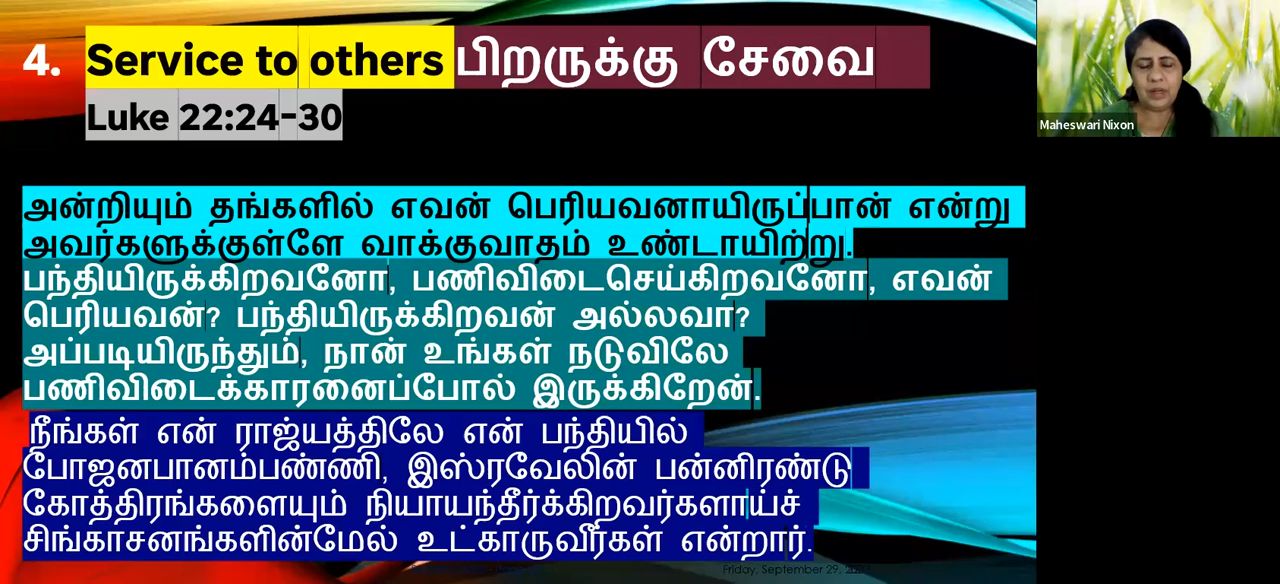 4. Service to others பிறருக்கு சேவை
Luke 22:24-30
Maheswari Nixon
அன்றியும் தங்களில் எவன் பெரியவனாயிருப்பான் என்று
அவர்களுக்குள்ளே வாக்குவாதம் உண்டாயிற்று.
பந்தியிருக்கிறவனோ, பணிவிடைசெய்கிறவனோ, எவன்
பெரியவன்? பந்தியிருக்கிறவன் அல்லவா?
அப்படியிருந்தும், நான் உங்கள் நடுவிலே
பணிவிடைக்காரனைப்போல் இருக்கிறேன்.
நீங்கள் என் ராஜ்யத்திலே என் பந்தியில்
போஜனபானம்பண்ணி, இஸ்ரவேலின் பன்னிரண்டு
கோத்திரங்களையும் நியாயந்தீர்க்கிறவர்களாய்ச்
சிங்காசனங்களின்மேல் உட்காருவீர்கள் என்றார்.
Friday, September 29,